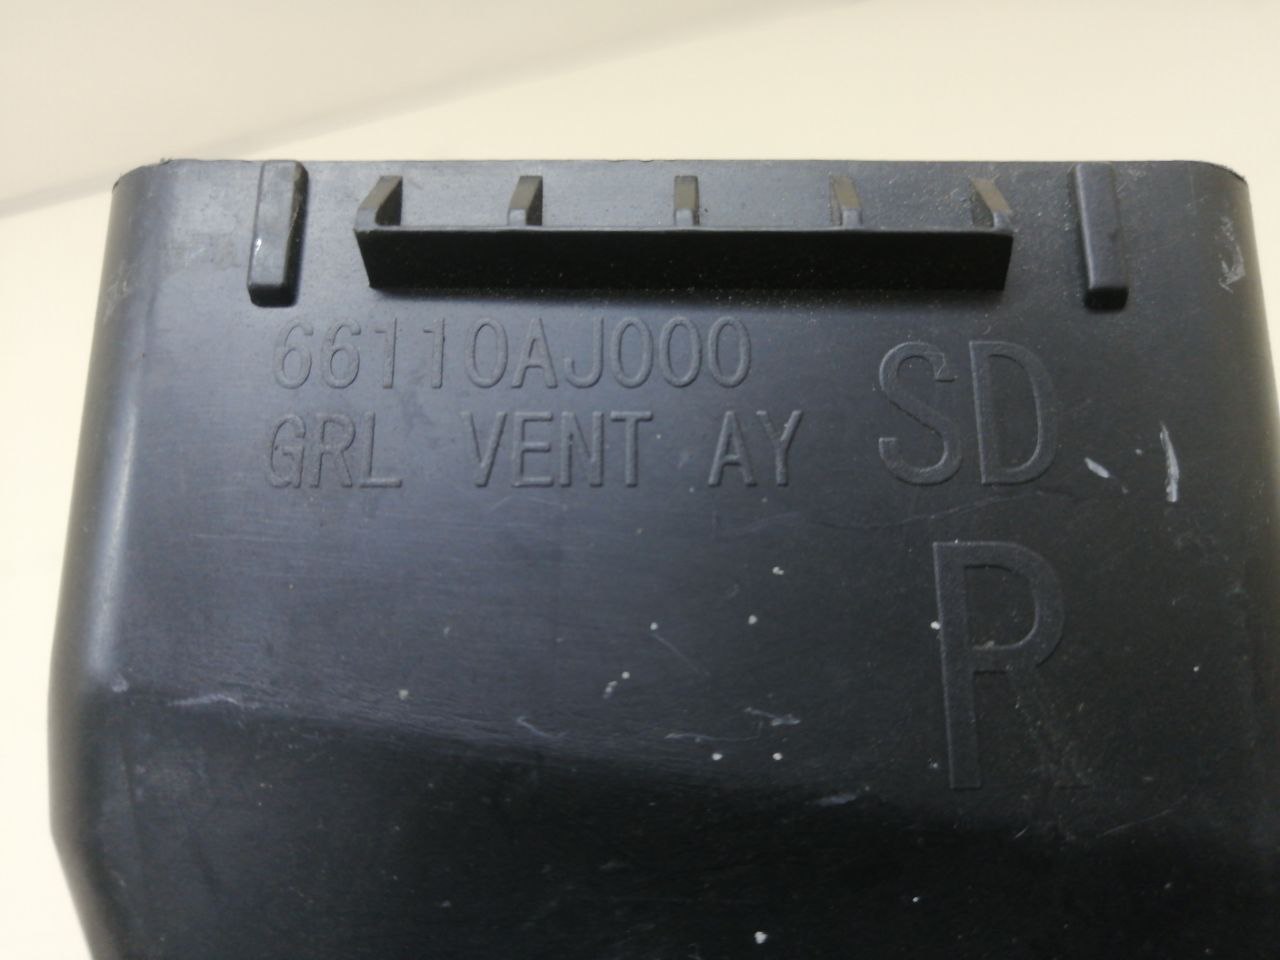 66110AJ000
GRL VENT AY
SD
R